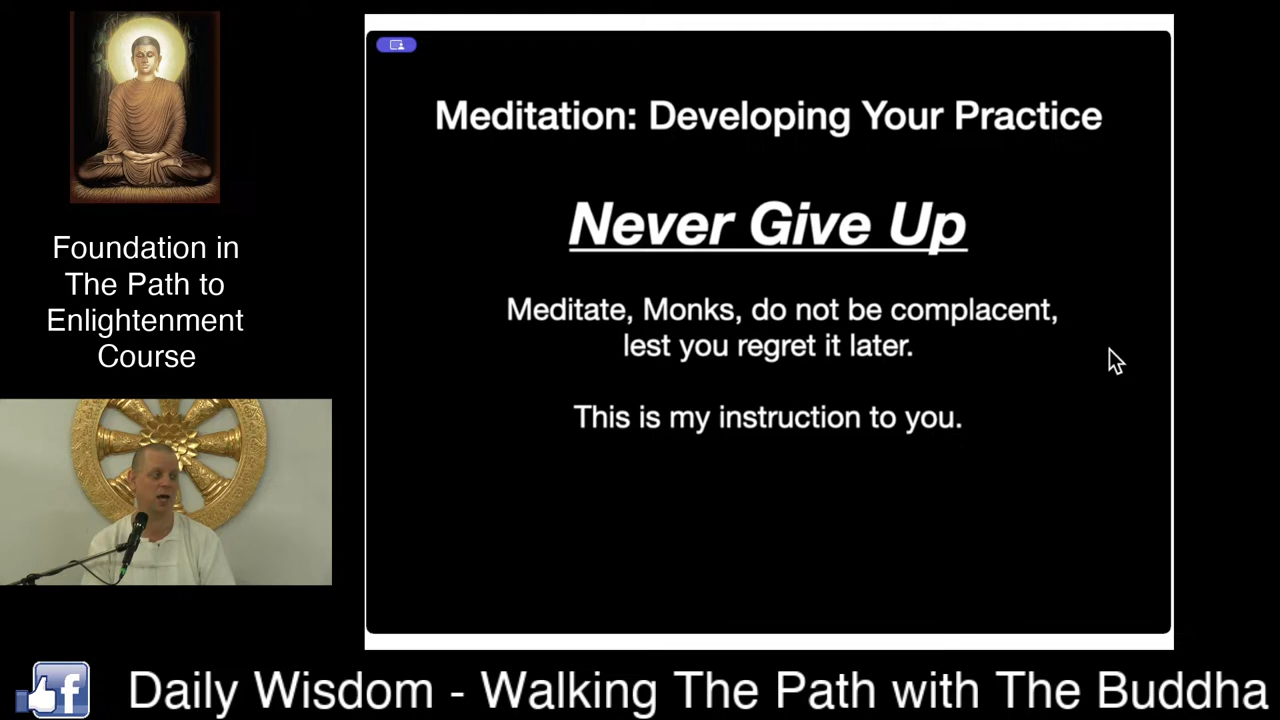 Foundation in
The Path to
Enlightenment
Course
Meditation: Developing Your Practice
Never Give Up
Meditate, Monks, do not be complacent,
lest you regret it later.
This is my instruction to you.
f
Daily Wisdom - Walking The Path with The Buddha